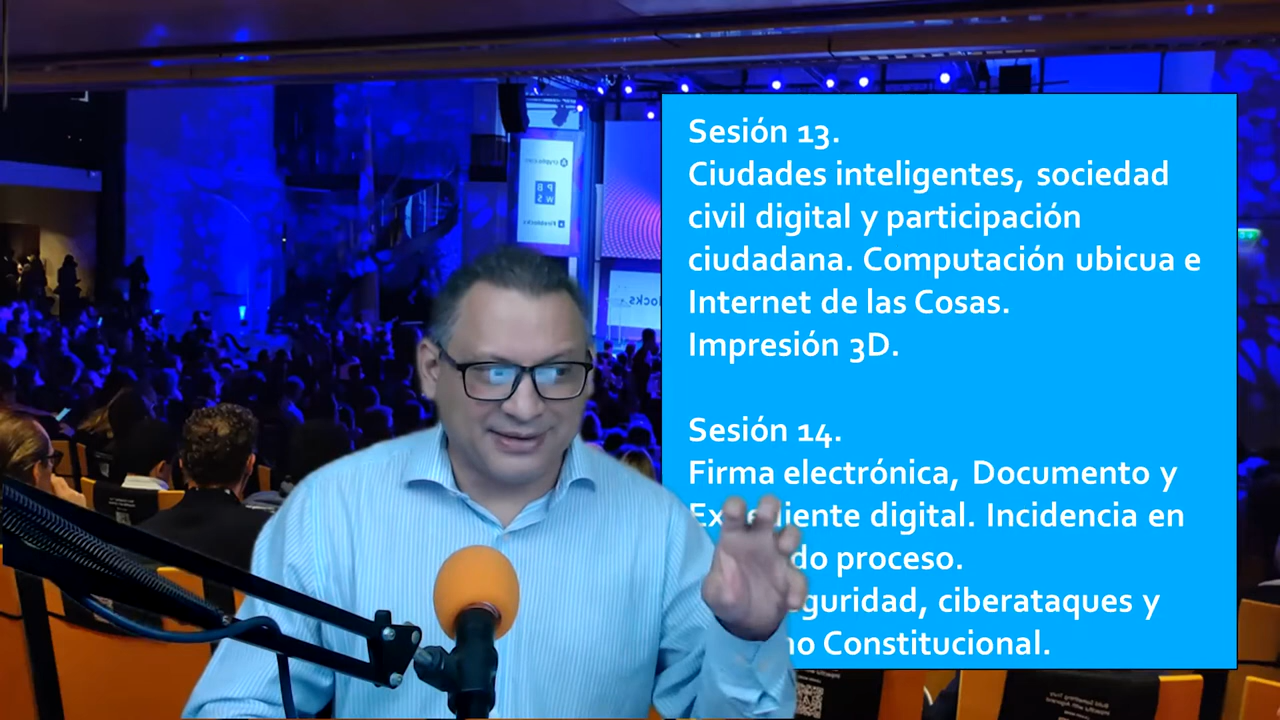 Sesión 13.
Ciudades inteligentes, sociedad
civil digital y participación
ciudadana. Computación ubicua e
Internet de las Cosas.
Impresión 3D.
Sesión 14.
Firma electrónica, Documento y
digital. Incidencia en
proceso.
ciberataques y
Constitucional.